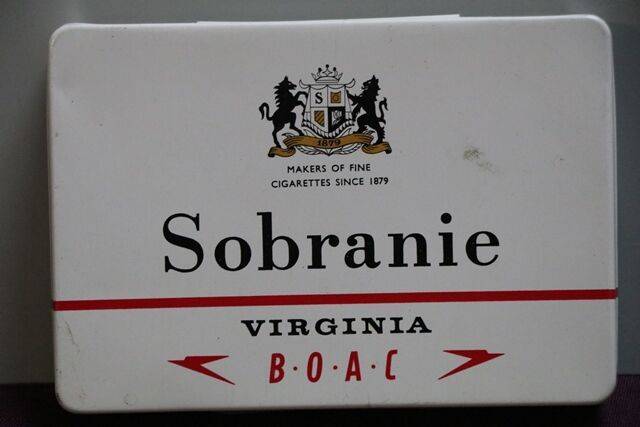 S
1879
MAKERS OF FINE
CIGARETTES SINCE 1879
Sobranie
VIRGINIA
B·O·A·C